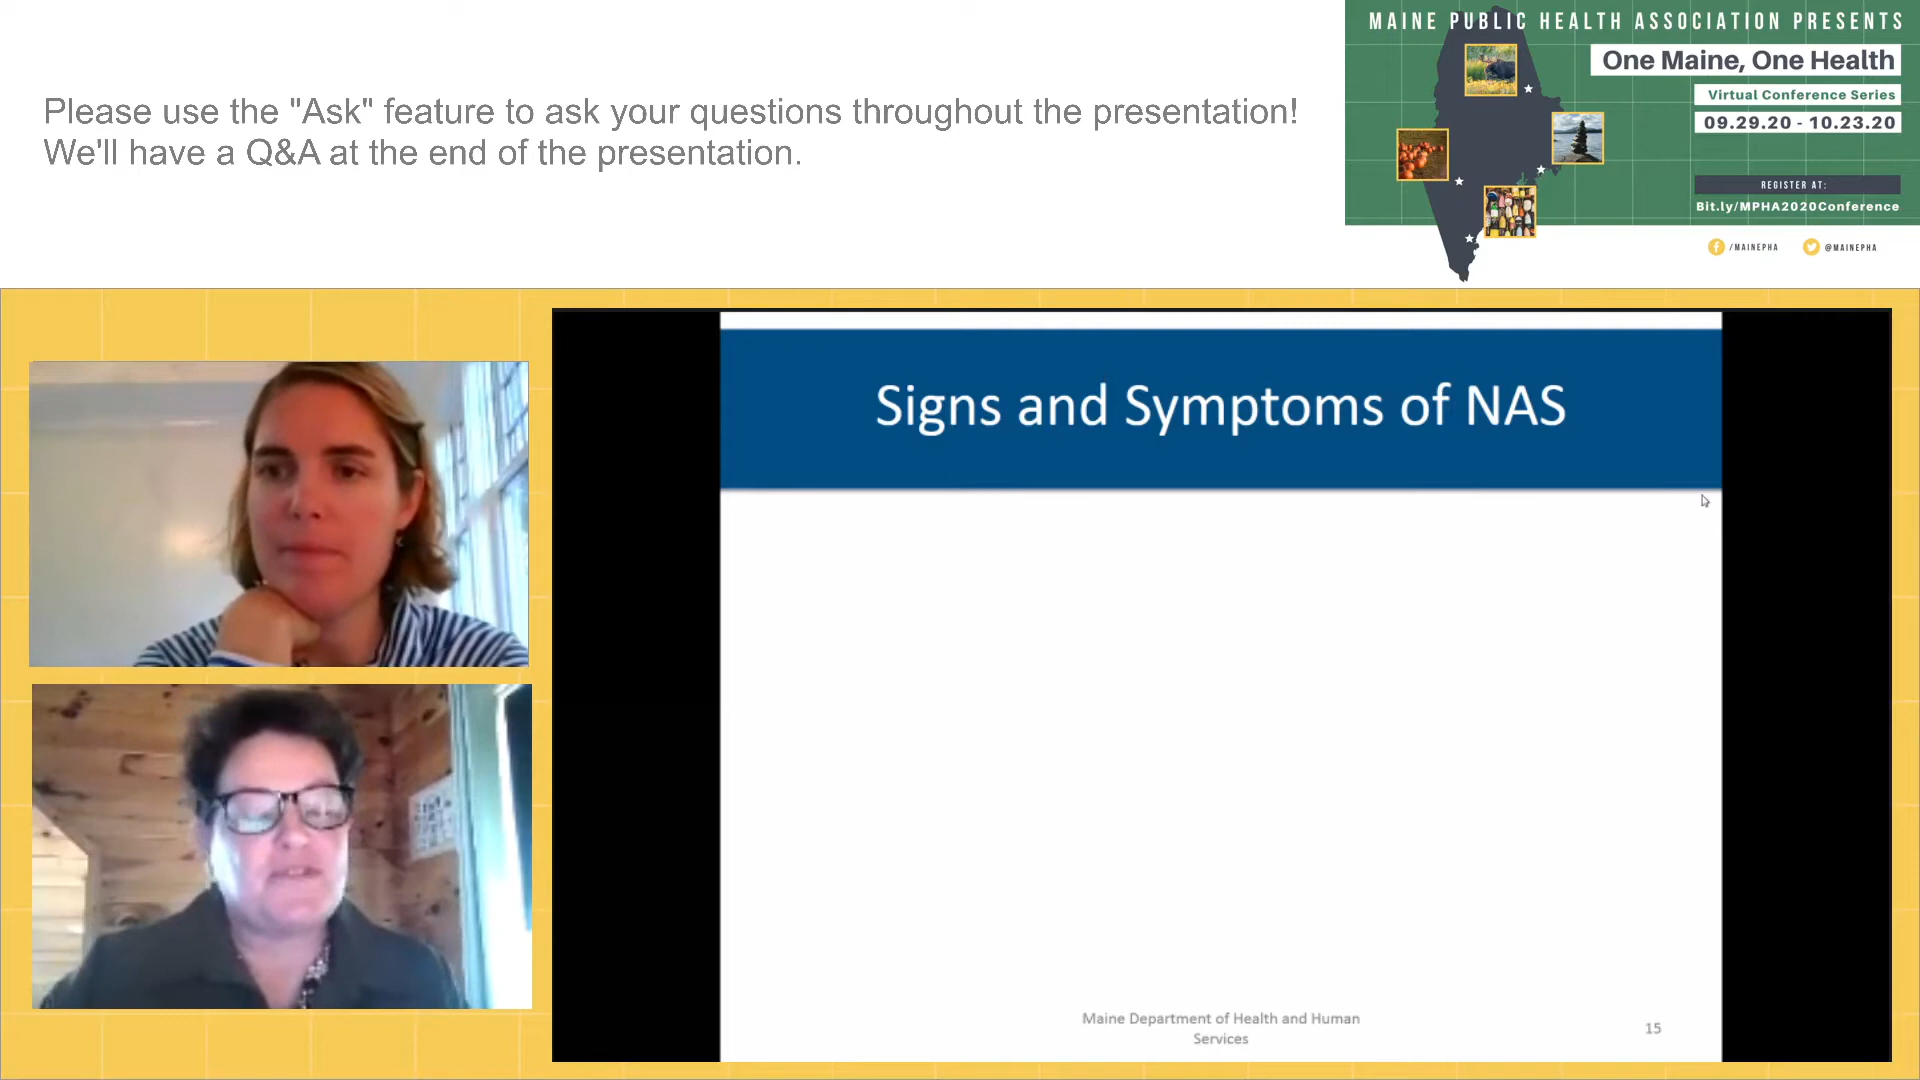 Please use the "Ask" feature to ask your questions throughout the presentation!
We'll have a Q&A at the end of the presentation.
MAINE PUBLIC HEALTH ASSOCIATION PRESENTS
One Maine, One Health
Virtual Conference Series
09.29.20 - 10.23.20
REGISTER AT:
Bit.ly/MPHA2020Conference
/MAINEPHA
@MAINEPHA
Signs and Symptoms of NAS
Maine Department of Health and Human
Services
15